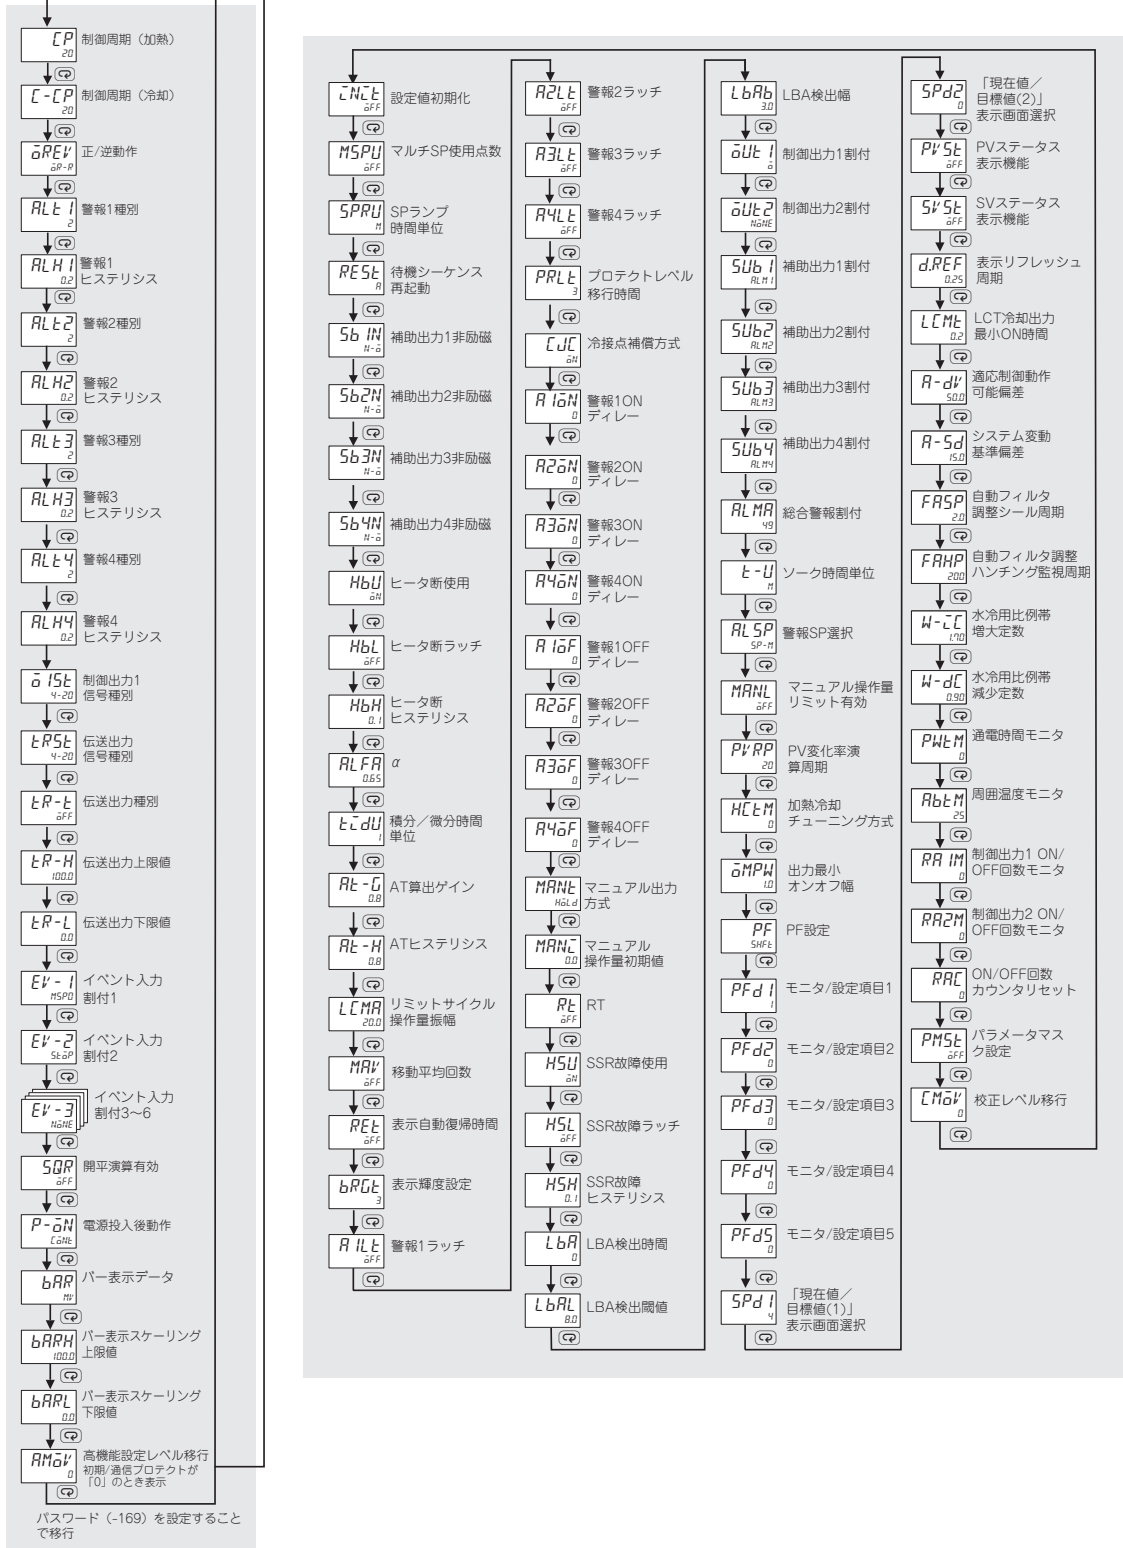 CP
20
制御周期（加熱）
C-CP
20
制御周期（冷却）
oREV
oR-R
正/逆動作
ALt1
2
警報1種別
ALH1
0.2
警報1
ヒステリシス
ALt2
2
警報2種別
ALH2
0.2
警報2
ヒステリシス
ALt3
2
警報3種別
ALH3
0.2
警報3
ヒステリシス
ALt4
2
警報4種別
ALH4
0.2
警報4
ヒステリシス
o1St
4-20
制御出力1
信号種別
tRSt
4-20
伝送出力
信号種別
tR-t
oFF
伝送出力種別
tR-H
100.0
伝送出力上限値
tR-L
0.0
伝送出力下限値
EV-1
MSP0
イベント入力
割付1
EV-2
StoP
イベント入力
割付2
EV-3
NoNE
イベント入力
割付3〜6
SQR
oFF
開平演算有効
P-oN
CoNt
電源投入後動作
bAR
MV
バー表示データ
bARH
100.0
バー表示スケーリング
上限値
bARL
0.0
バー表示スケーリング
下限値
AMoV
0
高機能設定レベル移行
初期/通信プロテクトが
「0」のとき表示
パスワード（-169）を設定すること
で移行
INIt
oFF
設定値初期化
MSPU
oFF
マルチSP使用点数
SPRU
M
SPランプ
時間単位
RESt
A
待機シーケンス
再起動
Sb1N
N-o
補助出力1非励磁
Sb2N
N-o
補助出力2非励磁
Sb3N
N-o
補助出力3非励磁
Sb4N
N-o
補助出力4非励磁
HbU
oN
ヒータ断使用
HbL
oFF
ヒータ断ラッチ
HbH
0.1
ヒータ断
ヒステリシス
ALFA
0.65
α
tIdU
1
積分／微分時間
単位
At-G
0.8
AT算出ゲイン
At-H
0.8
ATヒステリシス
LCMA
20.0
リミットサイクル
操作量振幅
MAV
oFF
移動平均回数
REt
oFF
表示自動復帰時間
bRGt
3
表示輝度設定
A1Lt
oFF
警報1ラッチ
A2Lt
oFF
警報2ラッチ
A3Lt
oFF
警報3ラッチ
A4Lt
oFF
警報4ラッチ
PRLt
3
プロテクトレベル
移行時間
CJC
oN
冷接点補償方式
A1oN
0
警報1ON
ディレー
A2oN
0
警報2ON
ディレー
A3oN
0
警報3ON
ディレー
A4oN
0
警報4ON
ディレー
A1oF
0
警報1OFF
ディレー
A2oF
0
警報2OFF
ディレー
A3oF
0
警報3OFF
ディレー
A4oF
0
警報4OFF
ディレー
MANt
HoLd
マニュアル出力
方式
MANI
0.0
マニュアル
操作量初期値
Rt
oFF
RT
HSU
oN
SSR故障使用
HSL
oFF
SSR故障ラッチ
HSH
0.1
SSR故障
ヒステリシス
LbA
0
LBA検出時間
LbAL
8.0
LBA検出閾値
LbAb
3.0
LBA検出幅
oUt1
o
制御出力1割付
oUt2
NoNE
制御出力2割付
SUb1
ALM1
補助出力1割付
SUb2
ALM2
補助出力2割付
SUb3
ALM3
補助出力3割付
SUb4
ALM4
補助出力4割付
ALMA
49
総合警報割付
t-U
M
ソーク時間単位
ALSP
SP-M
警報SP選択
MANL
oFF
マニュアル操作量
リミット有効
PVRP
20
PV変化率演
算周期
HCtM
0
加熱冷却
チューニング方式
oMPW
1.0
出力最小
オンオフ幅
PF
SHFt
PF設定
PFd1
1
モニタ/設定項目1
PFd2
0
モニタ/設定項目2
PFd3
0
モニタ/設定項目3
PFd4
0
モニタ/設定項目4
PFd5
0
モニタ/設定項目5
SPd1
4
「現在値／
目標値(1)」
表示画面選択
SPd2
0
「現在値／
目標値(2)」
表示画面選択
PVSt
oFF
PVステータス
表示機能
SVSt
oFF
SVステータス
表示機能
d.REF
0.25
表示リフレッシュ
周期
LCMt
0.2
LCT冷却出力
最小ON時間
A-dV
50.0
適応制御動作
可能偏差
A-Sd
15.0
システム変動
基準偏差
FASP
2.0
自動フィルタ
調整シール周期
FAHP
20.0
自動フィルタ調整
ハンチング監視周期
W-IC
1.70
水冷用比例帯
増大定数
W-dC
0.90
水冷用比例帯
減少定数
PWtM
0
通電時間モニタ
AbtM
25
周囲温度モニタ
RA1M
0
制御出力1 ON/
OFF回数モニタ
RA2M
0
制御出力2 ON/
OFF回数モニタ
RAC
0
ON/OFF回数
カウンタリセット
PMSt
oFF
パラメータマス
ク設定
CMoV
0
校正レベル移行